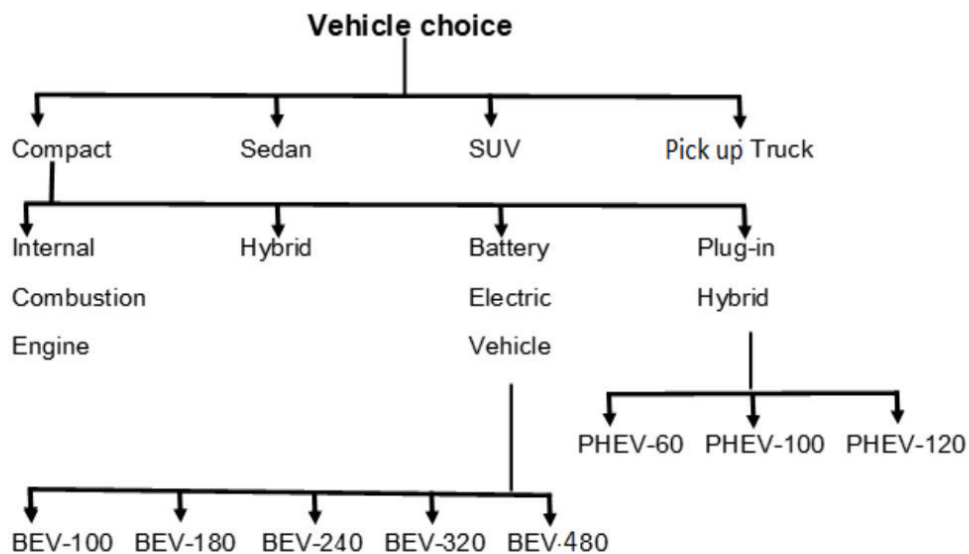 Vehicle choice
Compact Sedan SUV Pick up Truck
Internal Hybrid Battery Plug-in
Combustion Electric Hybrid
Engine Vehicle
PHEV-60 PHEV-100 PHEV-120
BEV-100 BEV-180 BEV-240 BEV-320 BEV-480